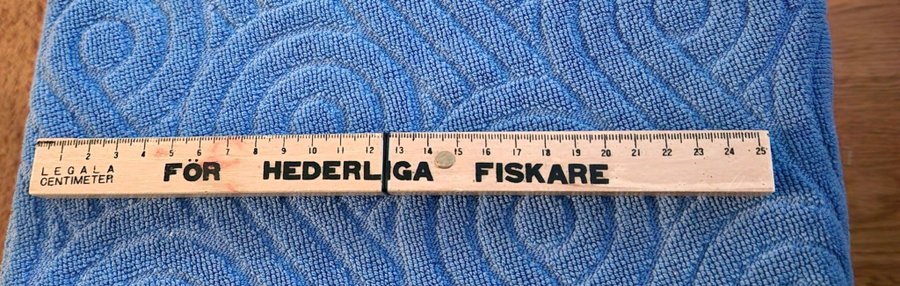 1 2 3 4 5 6 7 8 9 10 11 12 13 14 15 16 17 18 19 20 21 22 23 24 25
LEGALA
CENTIMETER
FÖR HEDERLIGA FISKARE